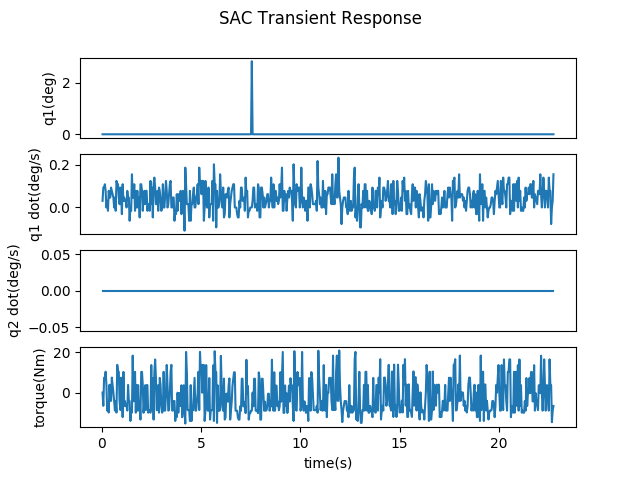 SAC Transient Response
q1(deg)
2
0
q1 dot(deg/s)
0.2
0.0
q2 dot(deg/s)
0.05
0.00
−0.05
torque(Nm)
20
0
0
5
10
15
20
time(s)